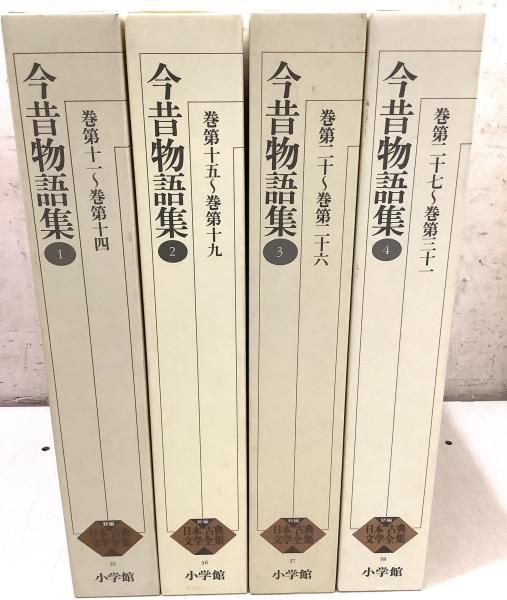 今昔物語集
1
巻第十一～巻第十四
新編
日本古典
文学全集
35
小学館
今昔物語集
2
巻第十五～巻第十九
新編
日本古典
文学全集
36
小学館
今昔物語集
3
巻第二十～巻第二十六
新編
日本古典
文学全集
37
小学館
今昔物語集
4
巻第二十七～巻第三十一
新編
日本古典
文学全集
38
小学館